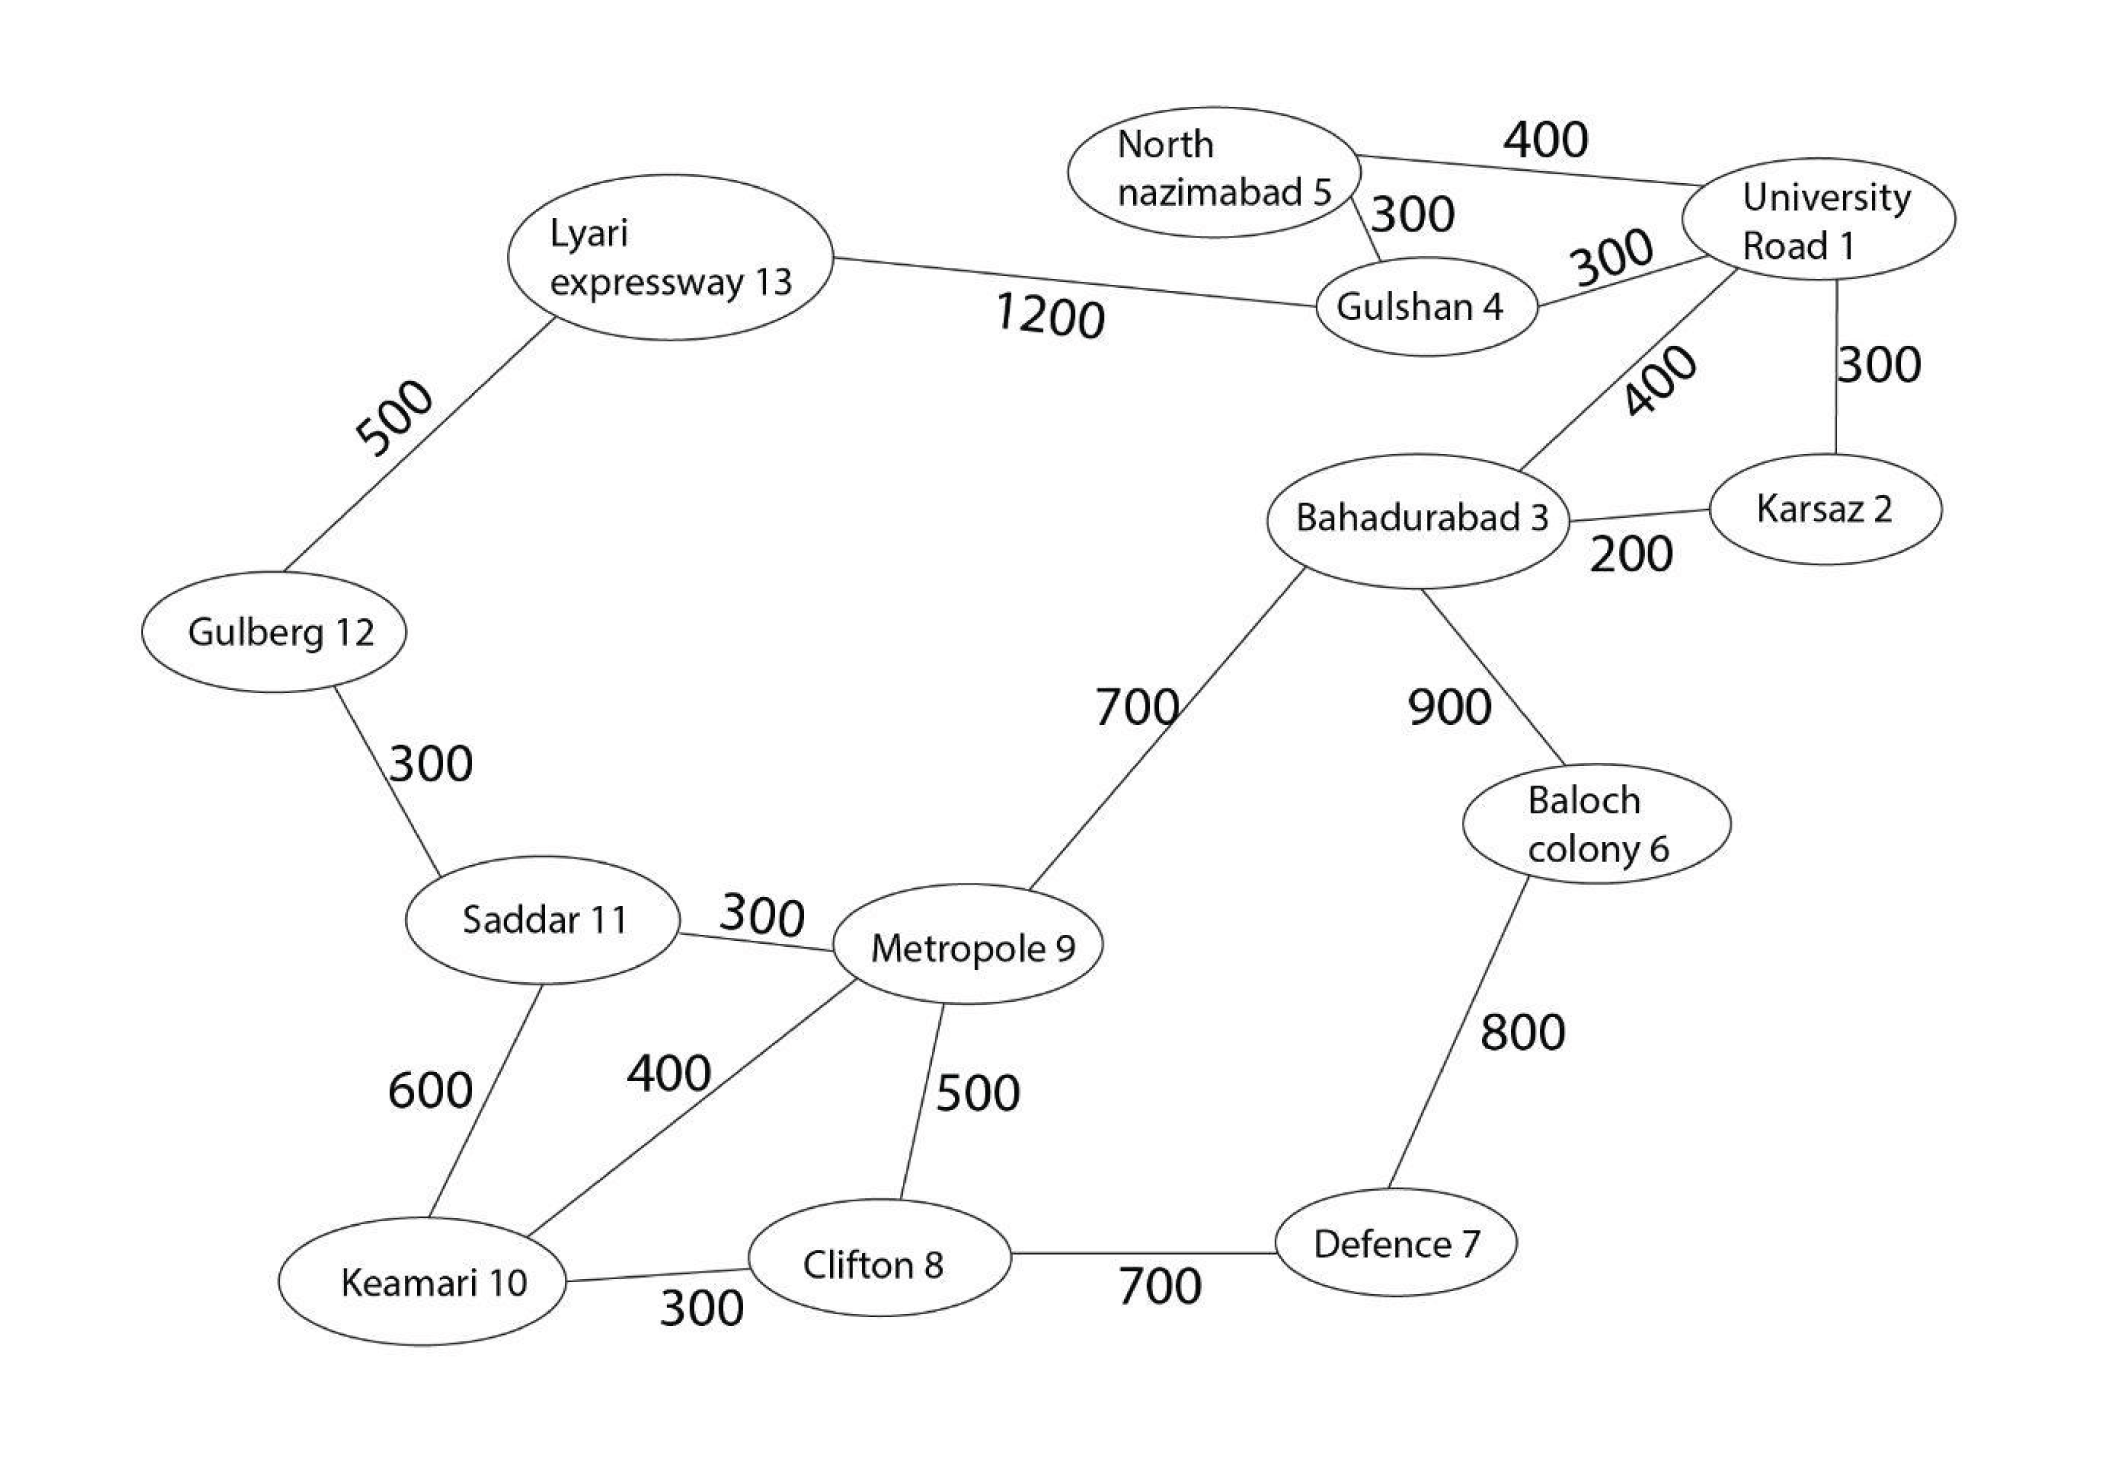 North
nazimabad 5
400
University
Road 1
Lyari
expressway 13
300
300
1200
Gulshan 4
400
300
500
Bahadurabad 3
Karsaz 2
200
Gulberg 12
700
900
300
Baloch
colony 6
Saddar 11
300
Metropole 9
800
600
400
500
Keamari 10
300
Clifton 8
700
Defence 7